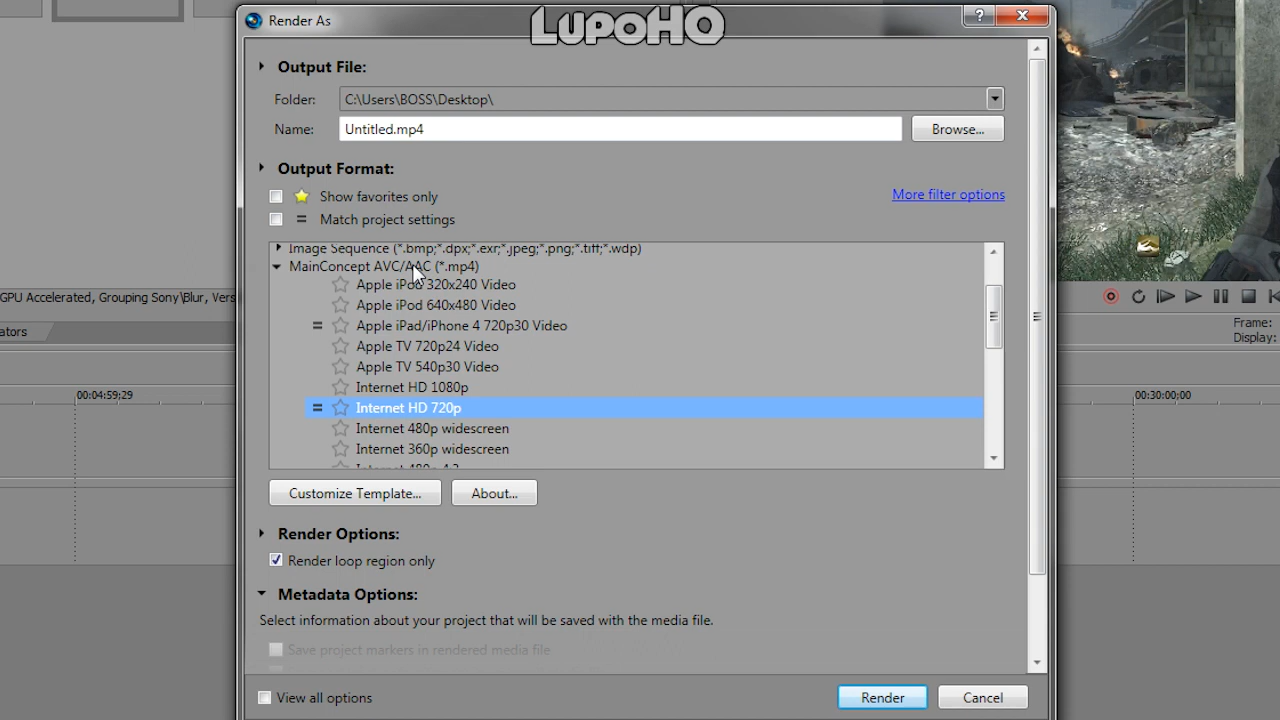 Render As
LupoHQ
Output File:
Folder: C:\Users\BOSS\Desktop\
Name: Untitled.mp4 Browse...
Output Format:
Show favorites only More filter options
= Match project settings
Image Sequence (*.bmp;*.dpx;*.exr;*.jpeg;*.png;*.tiff;*.wdp)
MainConcept AVC/AAC (*.mp4)
Apple iPod 320x240 Video
Apple iPod 640x480 Video
= Apple iPad/iPhone 4 720p30 Video
Apple TV 720p24 Video
Apple TV 540p30 Video
Internet HD 1080p
= Internet HD 720p
Internet 480p widescreen
Internet 360p widescreen
Internet 480p 4:3
Customize Template... About...
Render Options:
Render loop region only
Metadata Options:
Select information about your project that will be saved with the media file.
Save project markers in rendered media file
View all options Render Cancel
GPU Accelerated, Grouping Sony\Blur, Vers
ators
00:04:59;29
Frame:
Display:
00:30:00;00